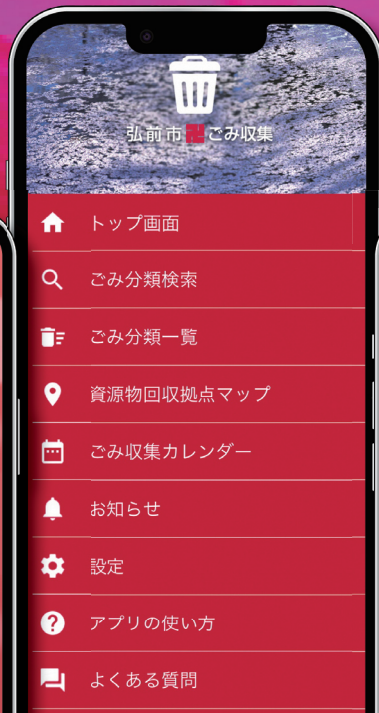 弘前市卍ごみ収集
トップ画面
ごみ分類検索
ごみ分類一覧
資源物回収拠点マップ
ごみ収集カレンダー
お知らせ
設定
アプリの使い方
よくある質問